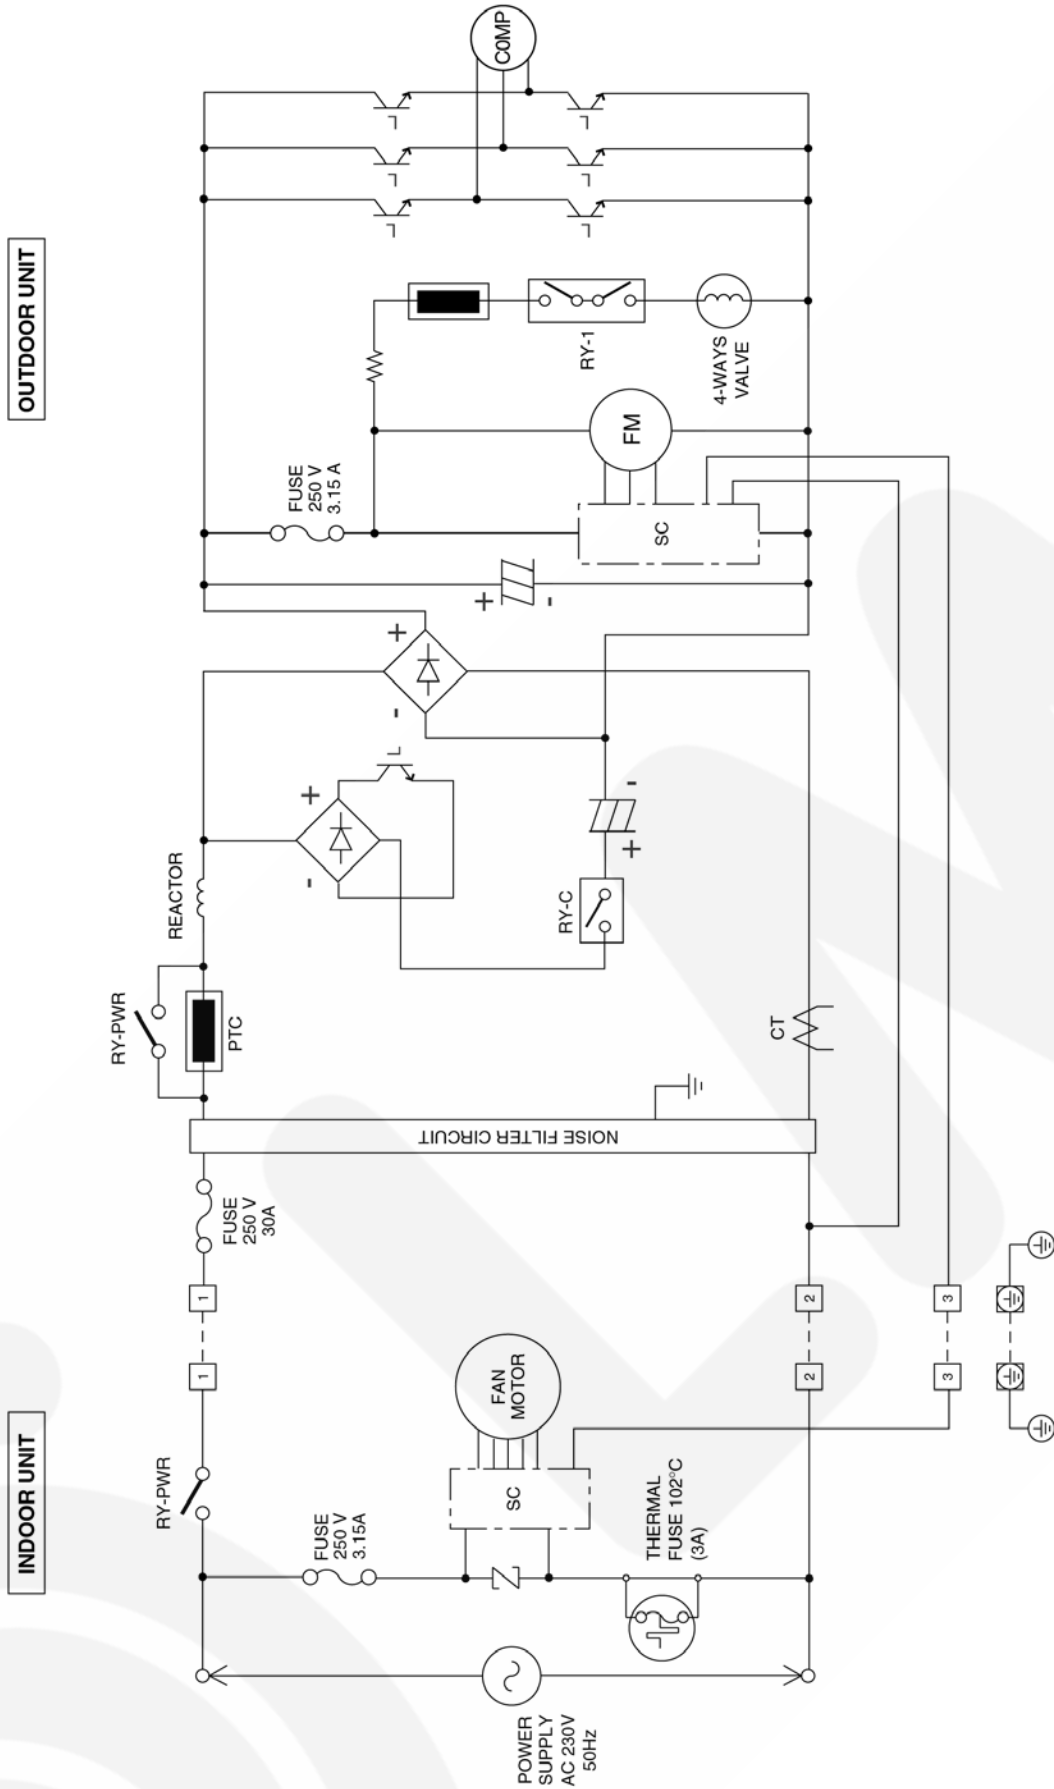 INDOOR UNIT
OUTDOOR UNIT
POWER
SUPPLY
AC 230V
50Hz
RY-PWR
FUSE
250 V
3.15A
SC
FAN
MOTOR
THERMAL
FUSE 102°C
(3A)
1
1
2
2
3
3
FUSE
250 V
30A
NOISE FILTER CIRCUIT
RY-PWR
PTC
REACTOR
CT
-
+
RY-C
+
-
-
+
+
-
FUSE
250 V
3.15 A
SC
FM
RY-1
4-WAYS
VALVE
COMP